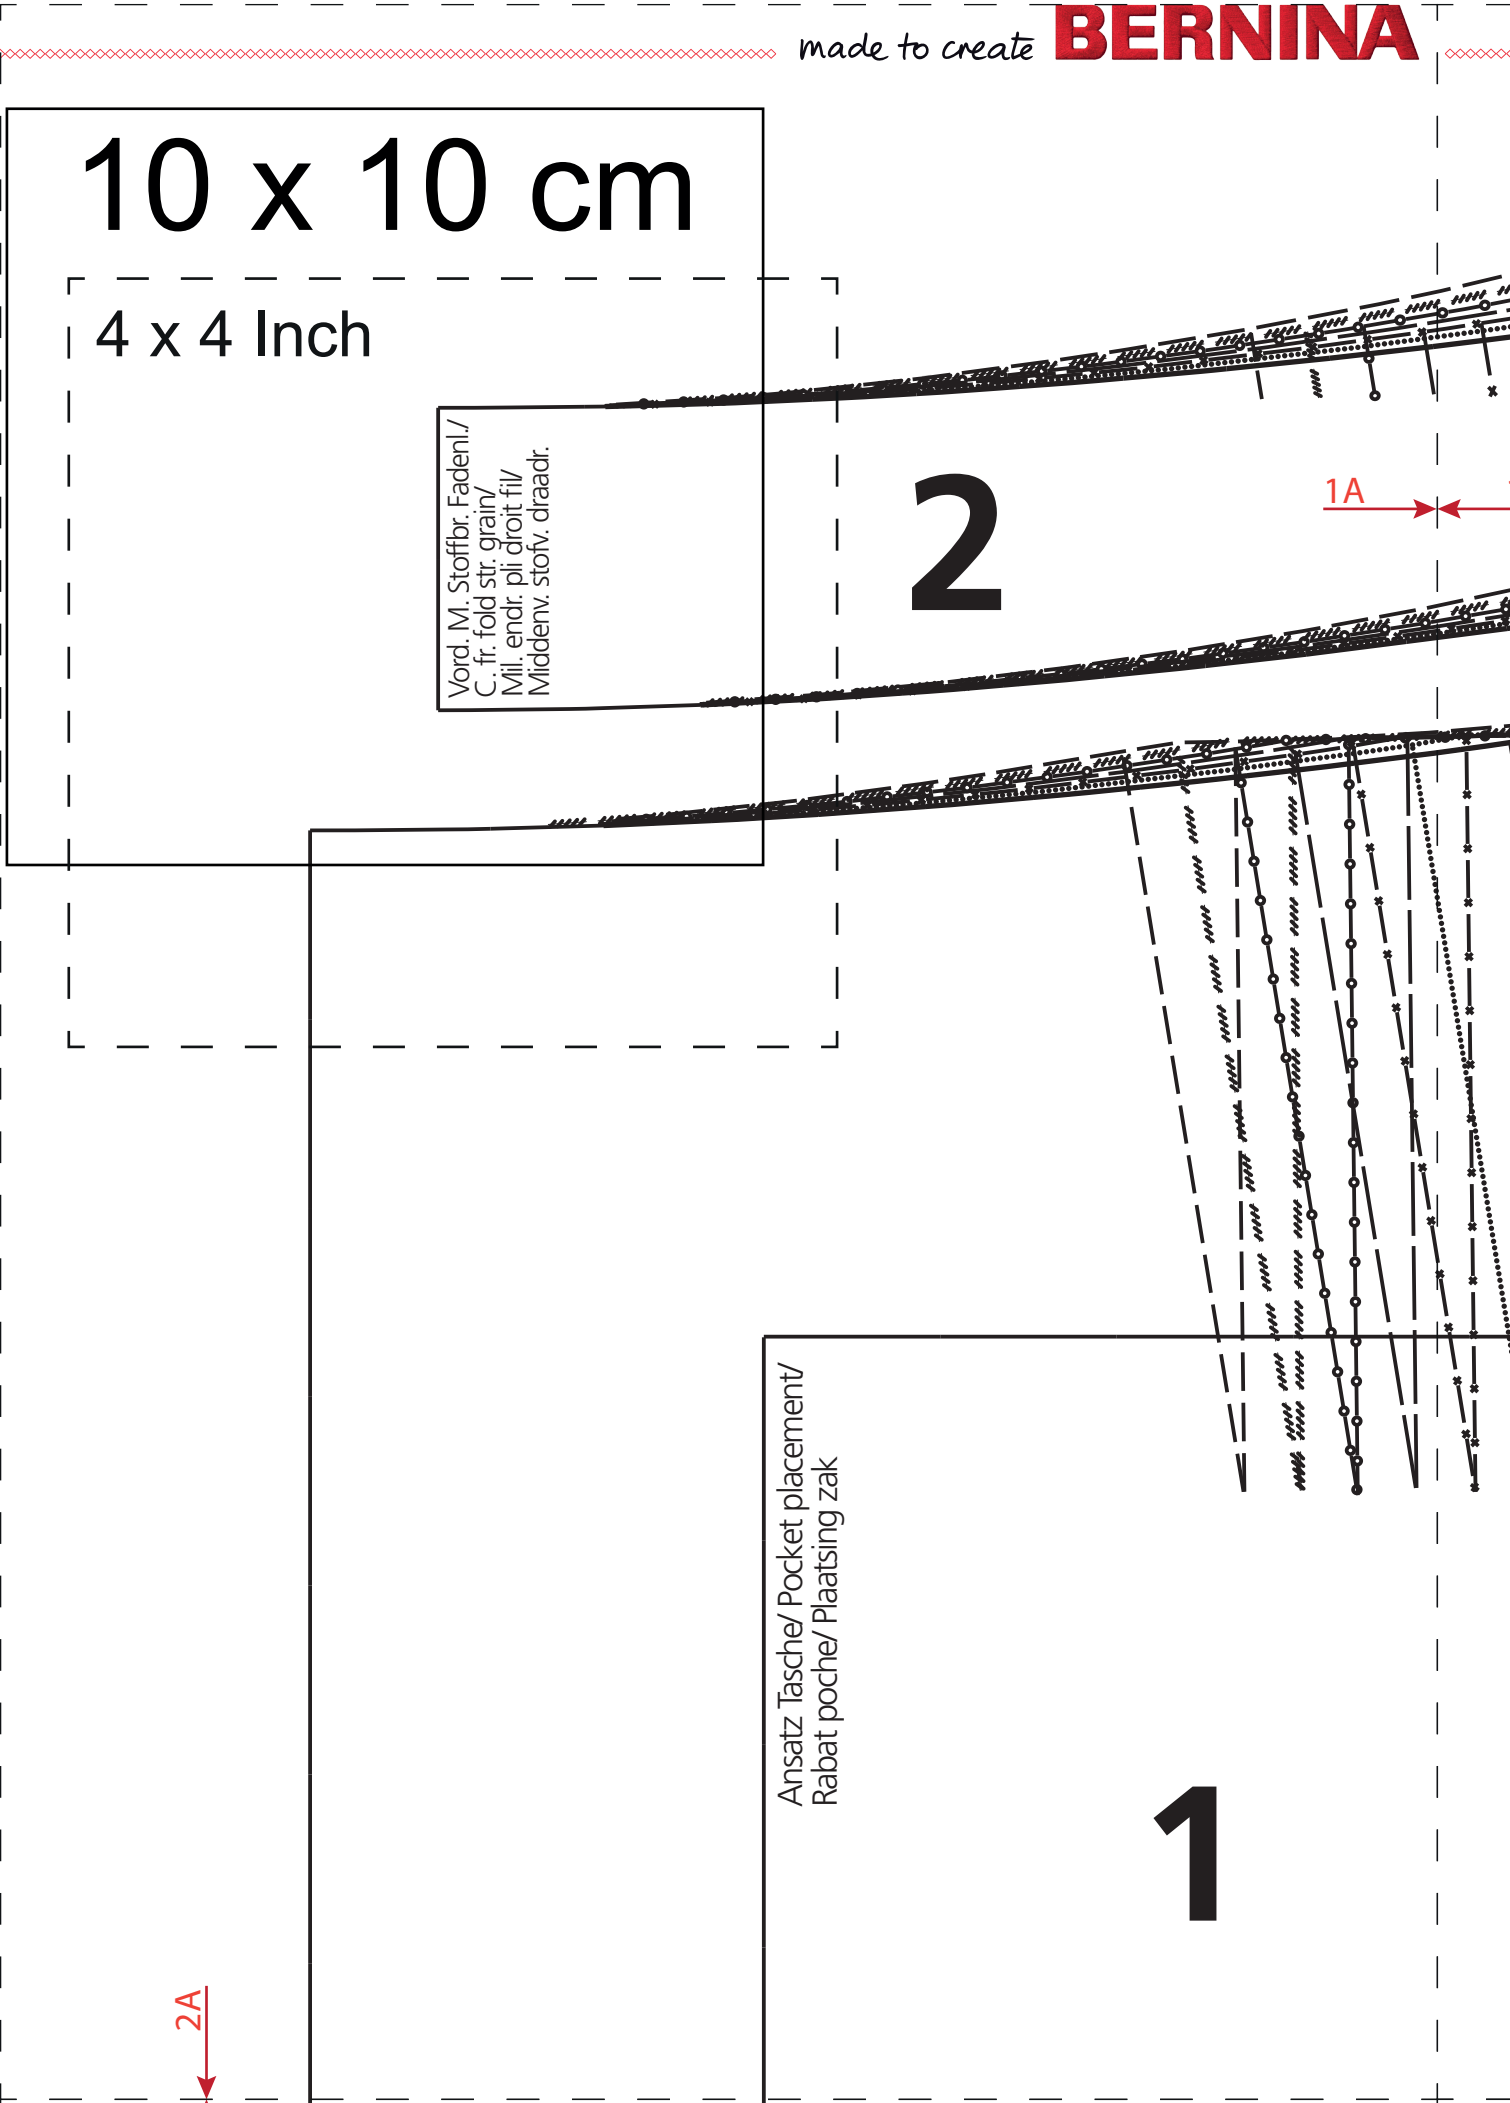 made to create BERNINA
10 x 10 cm
4 x 4 Inch
Vord. M. Stoffbr. Fadenl./
C. fr. fold str. grain/
Mil. endr. pli droit fil/
Middenv. stofv. draadr.
2
1A
Ansatz Tasche/ Pocket placement/
Rabat poche/ Plaatsing zak
1
2A